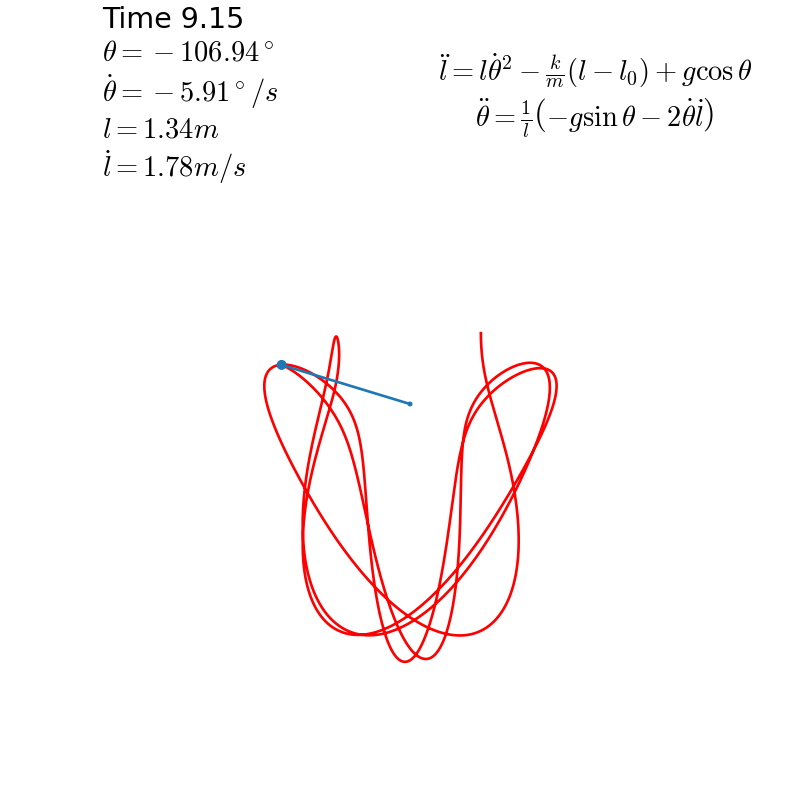 Time 9.15
θ = −106.94°
θ̇ = −5.91°/s
l = 1.34m
l̇ = 1.78m/s
l̈ = lθ̇² − k/m(l − l₀) + g cos θ
θ̈ = 1/l(−g sin θ − 2θ̇l̇)